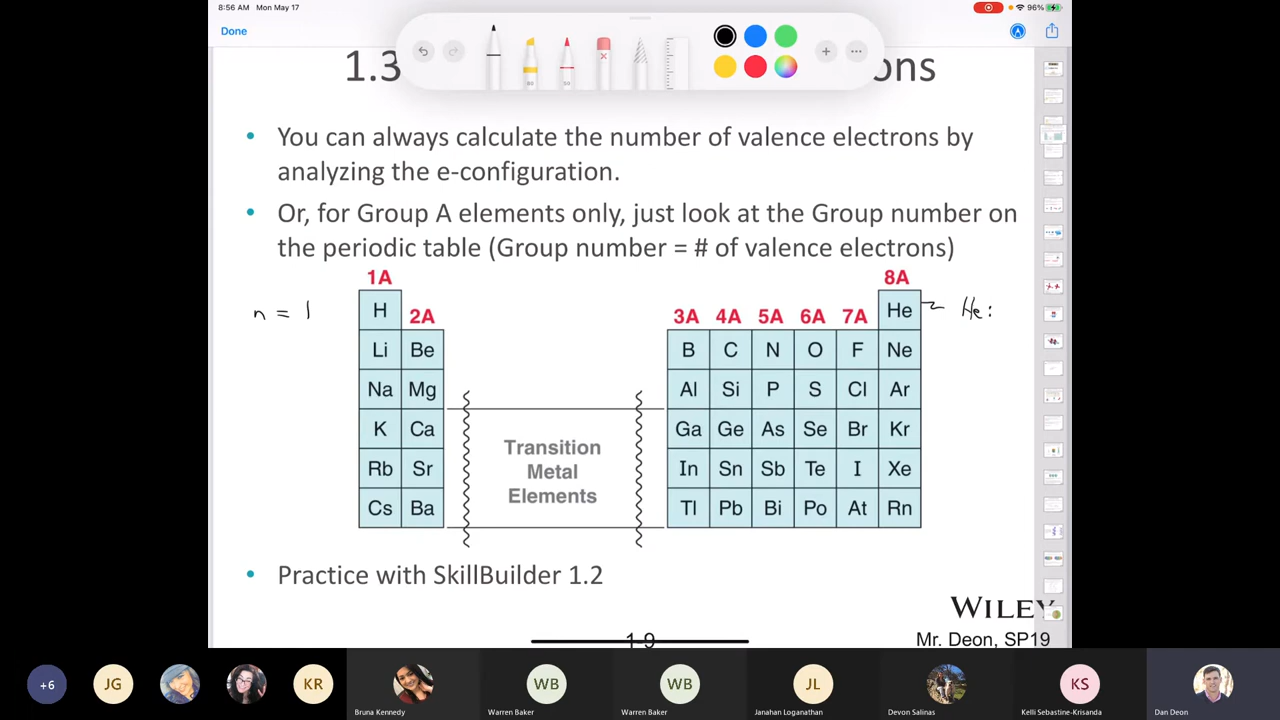 8:56 AM Mon May 17
96%
Done
1.3
ons
• You can always calculate the number of valence electrons by
analyzing the e-configuration.
• Or, for Group A elements only, just look at the Group number on
the periodic table (Group number = # of valence electrons)
1A 8A
n = 1 H 2A 3A 4A 5A 6A 7A He He:
Li Be B C N O F Ne
Na Mg Al Si P S Cl Ar
K Ca Ga Ge As Se Br Kr
Rb Sr In Sn Sb Te I Xe
Cs Ba Tl Pb Bi Po At Rn
Transition
Metal
Elements
• Practice with SkillBuilder 1.2
WILEY
1-9
Mr. Deon, SP19
+6 JG KR WB WB JL KS
Bruna Kennedy Warren Baker Warren Baker Janahan Loganathan Devon Salinas Kelli Sebastine-Krisanda Dan Deon